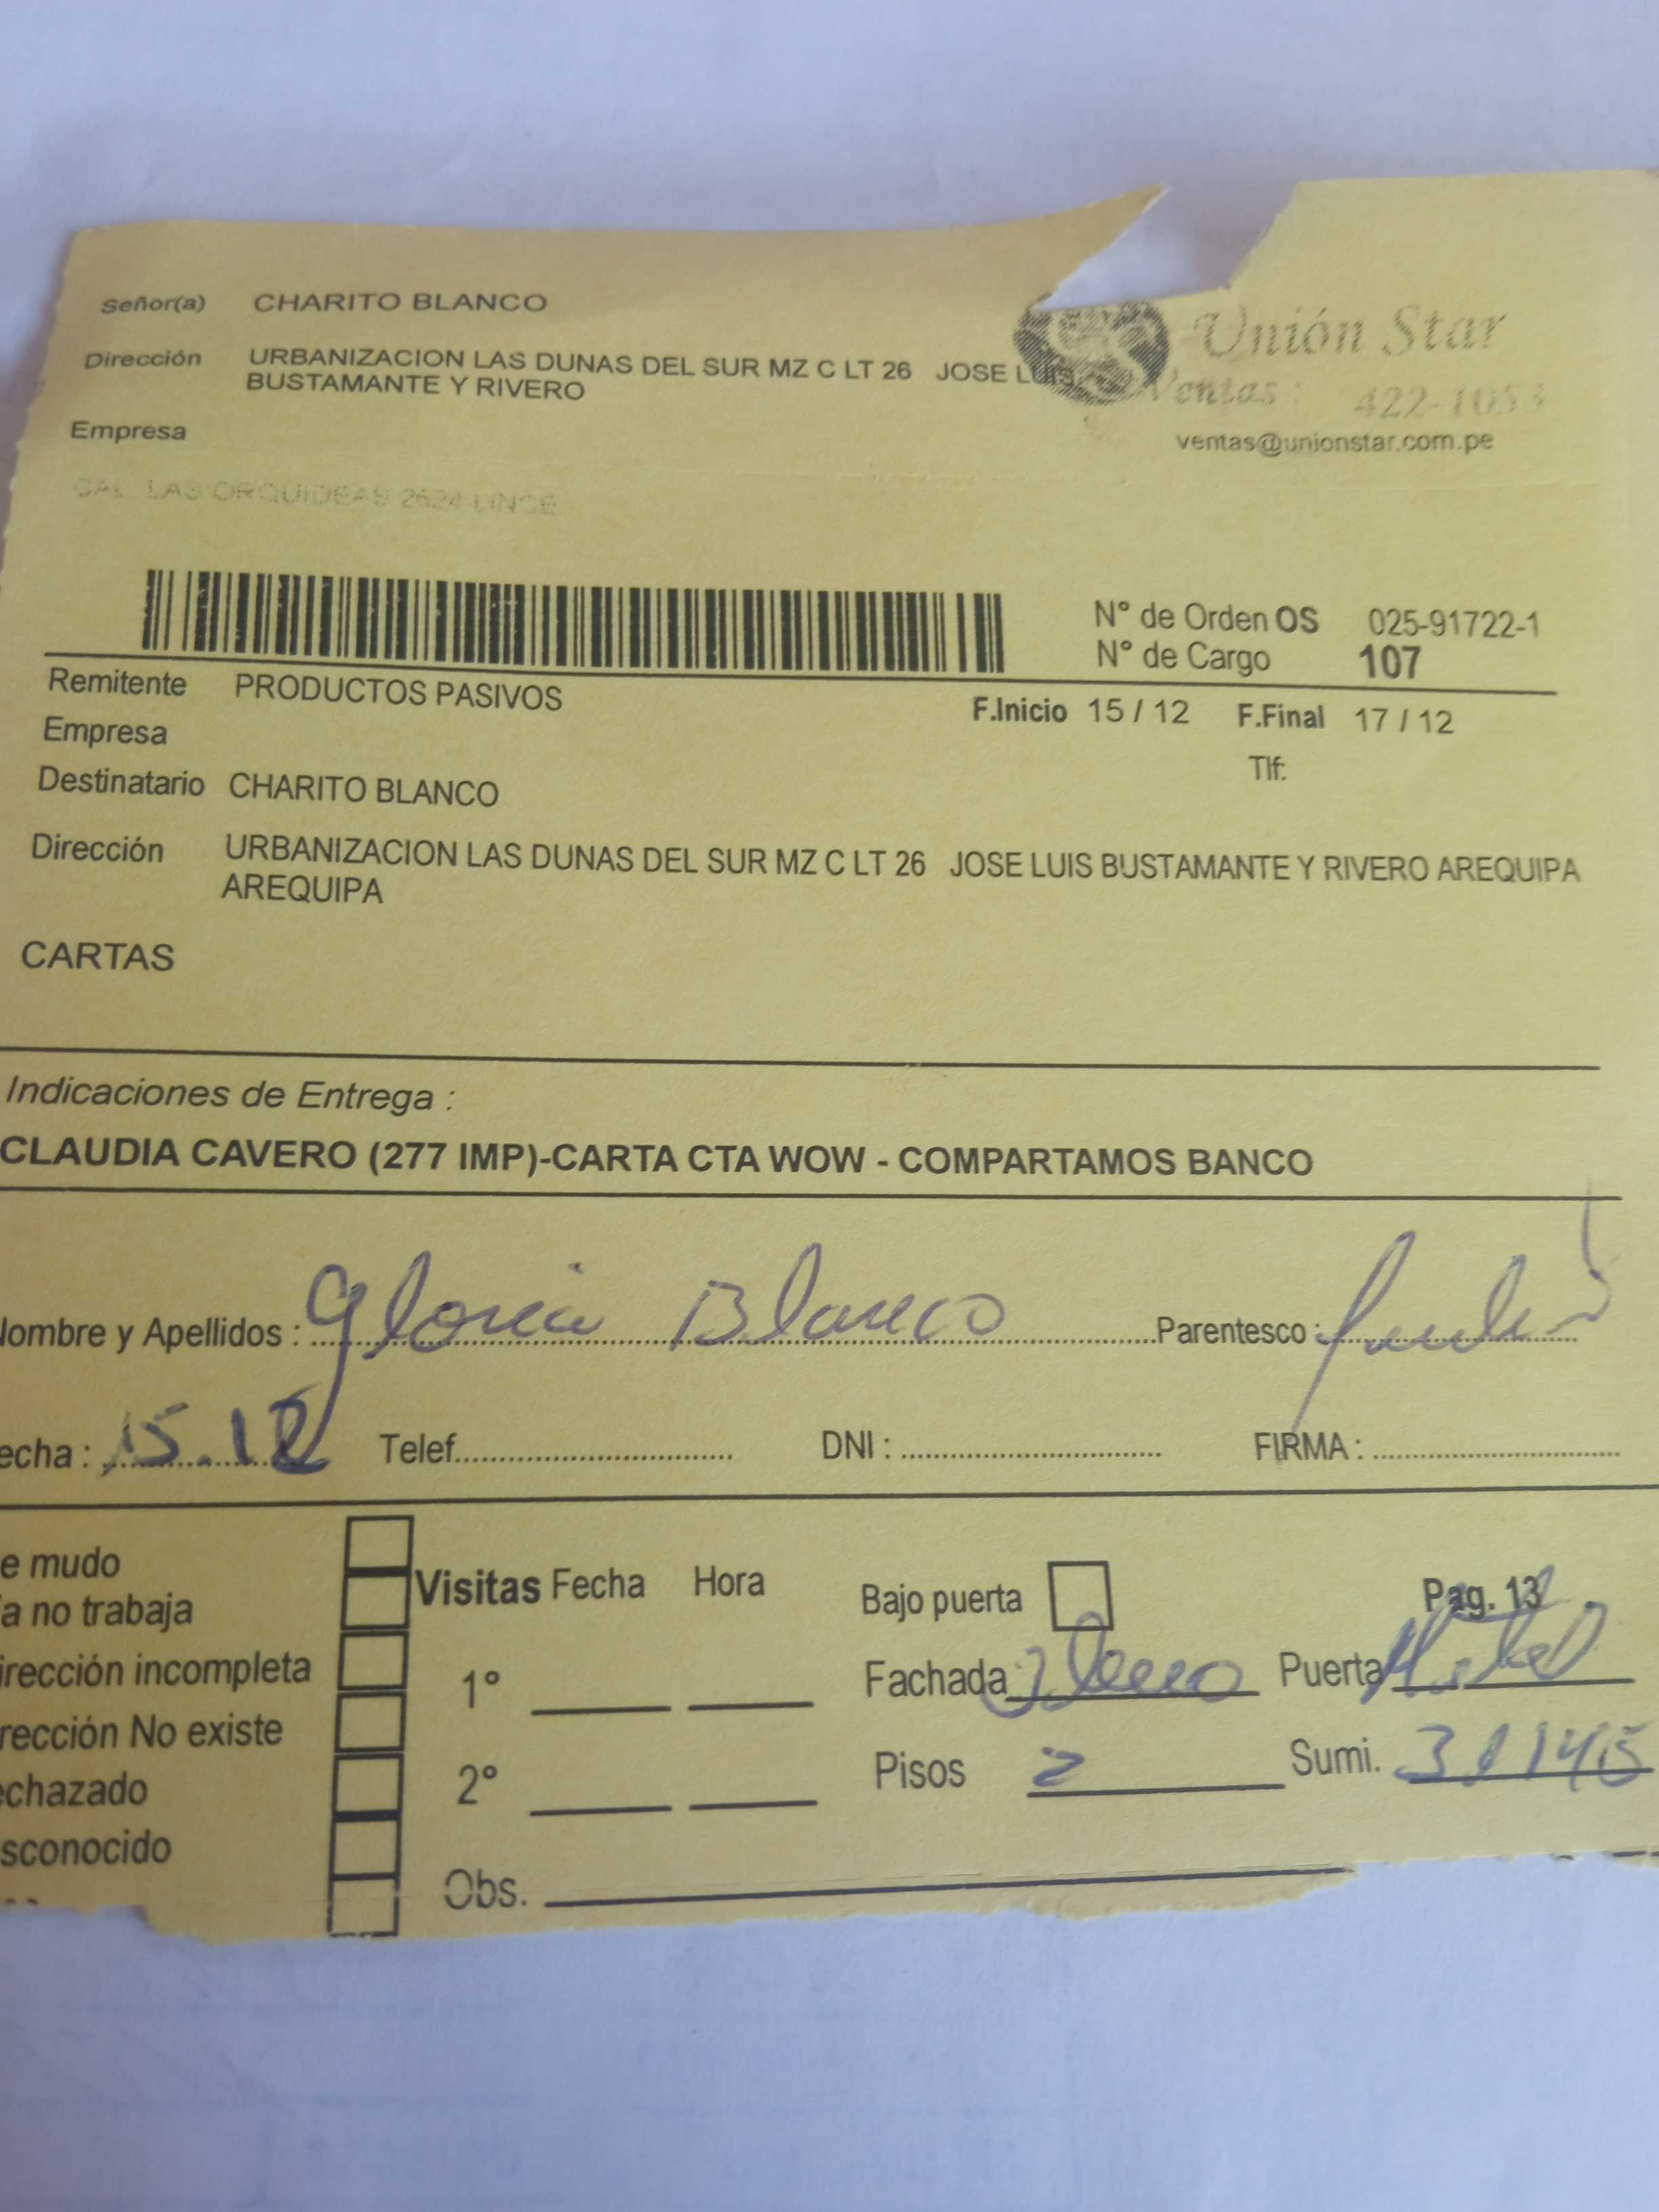 Señor(a) CHARITO BLANCO
Dirección URBANIZACION LAS DUNAS DEL SUR MZ C LT 26 JOSE LUIS
BUSTAMANTE Y RIVERO
Empresa
CAL. LAS ORQUIDEAS 2624 LINCE
Unión Star
Ventas: 422-1053
ventas@unionstar.com.pe
N° de Orden OS 025-91722-1
N° de Cargo 107
Remitente PRODUCTOS PASIVOS
F.Inicio 15 / 12 F.Final 17 / 12
Empresa
Tlf:
Destinatario CHARITO BLANCO
Dirección URBANIZACION LAS DUNAS DEL SUR MZ C LT 26 JOSE LUIS BUSTAMANTE Y RIVERO AREQUIPA
AREQUIPA
CARTAS
Indicaciones de Entrega :
CLAUDIA CAVERO (277 IMP)-CARTA CTA WOW - COMPARTAMOS BANCO
Nombre y Apellidos : Gloria Blanco Parentesco :
echa : 15.12 Telef. DNI : FIRMA :
e mudo
a no trabaja
irección incompleta
rección No existe
echazado
sconocido
Visitas Fecha Hora
1°
2°
Obs.
Bajo puerta Pag. 13
Fachada Puerta Metal
Pisos 2 Sumi.